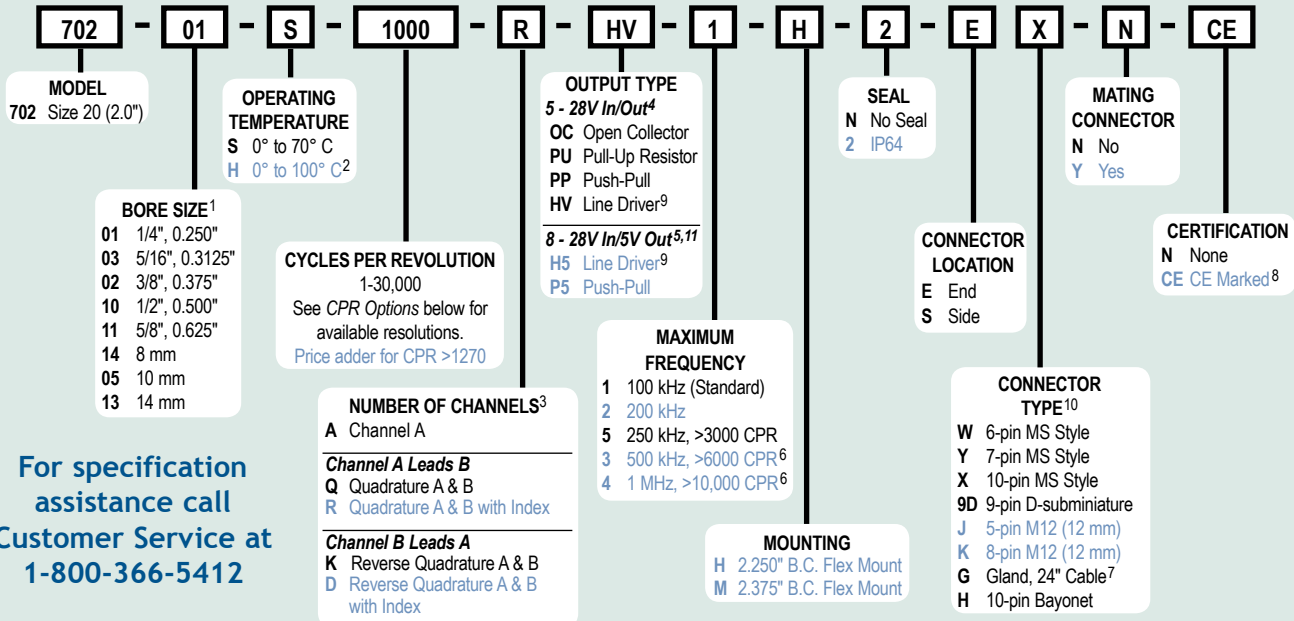 702 - 01 - S - 1000 - R - HV - 1 - H - 2 - E X - N - CE
MODEL
702 Size 20 (2.0")
BORE SIZE1
01 1/4", 0.250"
03 5/16", 0.3125"
02 3/8", 0.375"
10 1/2", 0.500"
11 5/8", 0.625"
14 8 mm
05 10 mm
13 14 mm
OPERATING
TEMPERATURE
S 0° to 70° C
H 0° to 100° C2
CYCLES PER REVOLUTION
1-30,000
See CPR Options below for
available resolutions.
Price adder for CPR >1270
NUMBER OF CHANNELS3
A Channel A
Channel A Leads B
Q Quadrature A & B
R Quadrature A & B with Index
Channel B Leads A
K Reverse Quadrature A & B
D Reverse Quadrature A & B
with Index
OUTPUT TYPE
5 - 28V In/Out4
OC Open Collector
PU Pull-Up Resistor
PP Push-Pull
HV Line Driver9
8 - 28V In/5V Out5,11
H5 Line Driver9
P5 Push-Pull
MAXIMUM
FREQUENCY
1 100 kHz (Standard)
2 200 kHz
5 250 kHz, >3000 CPR
3 500 kHz, >6000 CPR6
4 1 MHz, >10,000 CPR6
MOUNTING
H 2.250" B.C. Flex Mount
M 2.375" B.C. Flex Mount
SEAL
N No Seal
2 IP64
CONNECTOR
LOCATION
E End
S Side
CONNECTOR
TYPE10
W 6-pin MS Style
Y 7-pin MS Style
X 10-pin MS Style
9D 9-pin D-subminiature
J 5-pin M12 (12 mm)
K 8-pin M12 (12 mm)
G Gland, 24" Cable7
H 10-pin Bayonet
MATING
CONNECTOR
N No
Y Yes
CERTIFICATION
N None
CE CE Marked8
For specification
assistance call
Customer Service at
1-800-366-5412